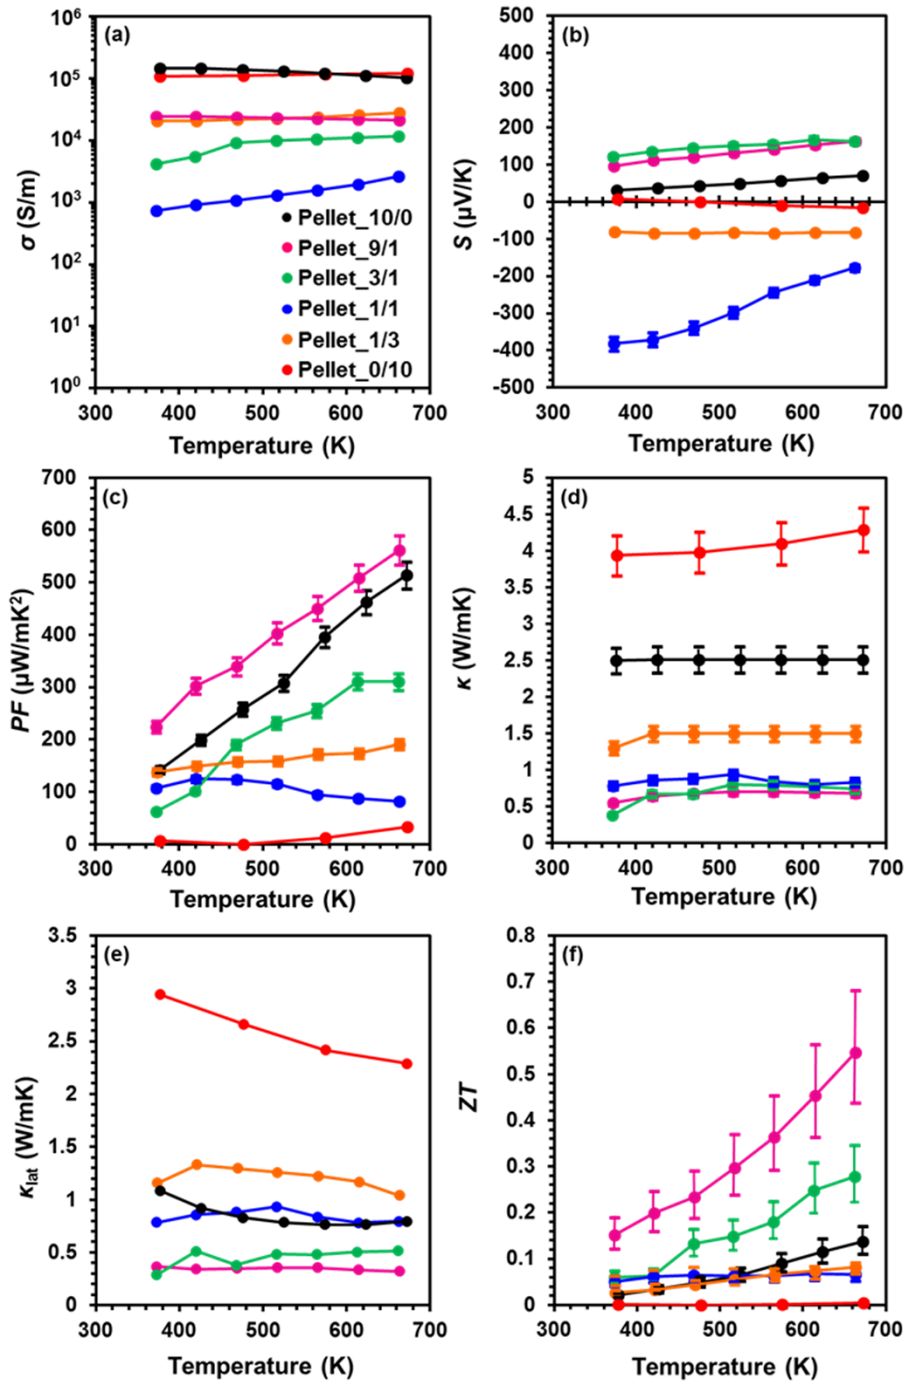 (a)
10⁶
10⁵
10⁴
10³
10²
10¹
10⁰
σ (S/m)
Pellet_10/0
Pellet_9/1
Pellet_3/1
Pellet_1/1
Pellet_1/3
Pellet_0/10
300 400 500 600 700
Temperature (K)
(b)
500
400
300
200
100
0
-100
-200
-300
-400
-500
S (µV/K)
300 400 500 600 700
Temperature (K)
(c)
700
600
500
400
300
200
100
0
PF (µW/mK²)
300 400 500 600 700
Temperature (K)
(d)
5
4.5
4
3.5
3
2.5
2
1.5
1
0.5
0
κ (W/mK)
300 400 500 600 700
Temperature (K)
(e)
3.5
3
2.5
2
1.5
1
0.5
0
κlat (W/mK)
300 400 500 600 700
Temperature (K)
(f)
0.8
0.7
0.6
0.5
0.4
0.3
0.2
0.1
0
ZT
300 400 500 600 700
Temperature (K)